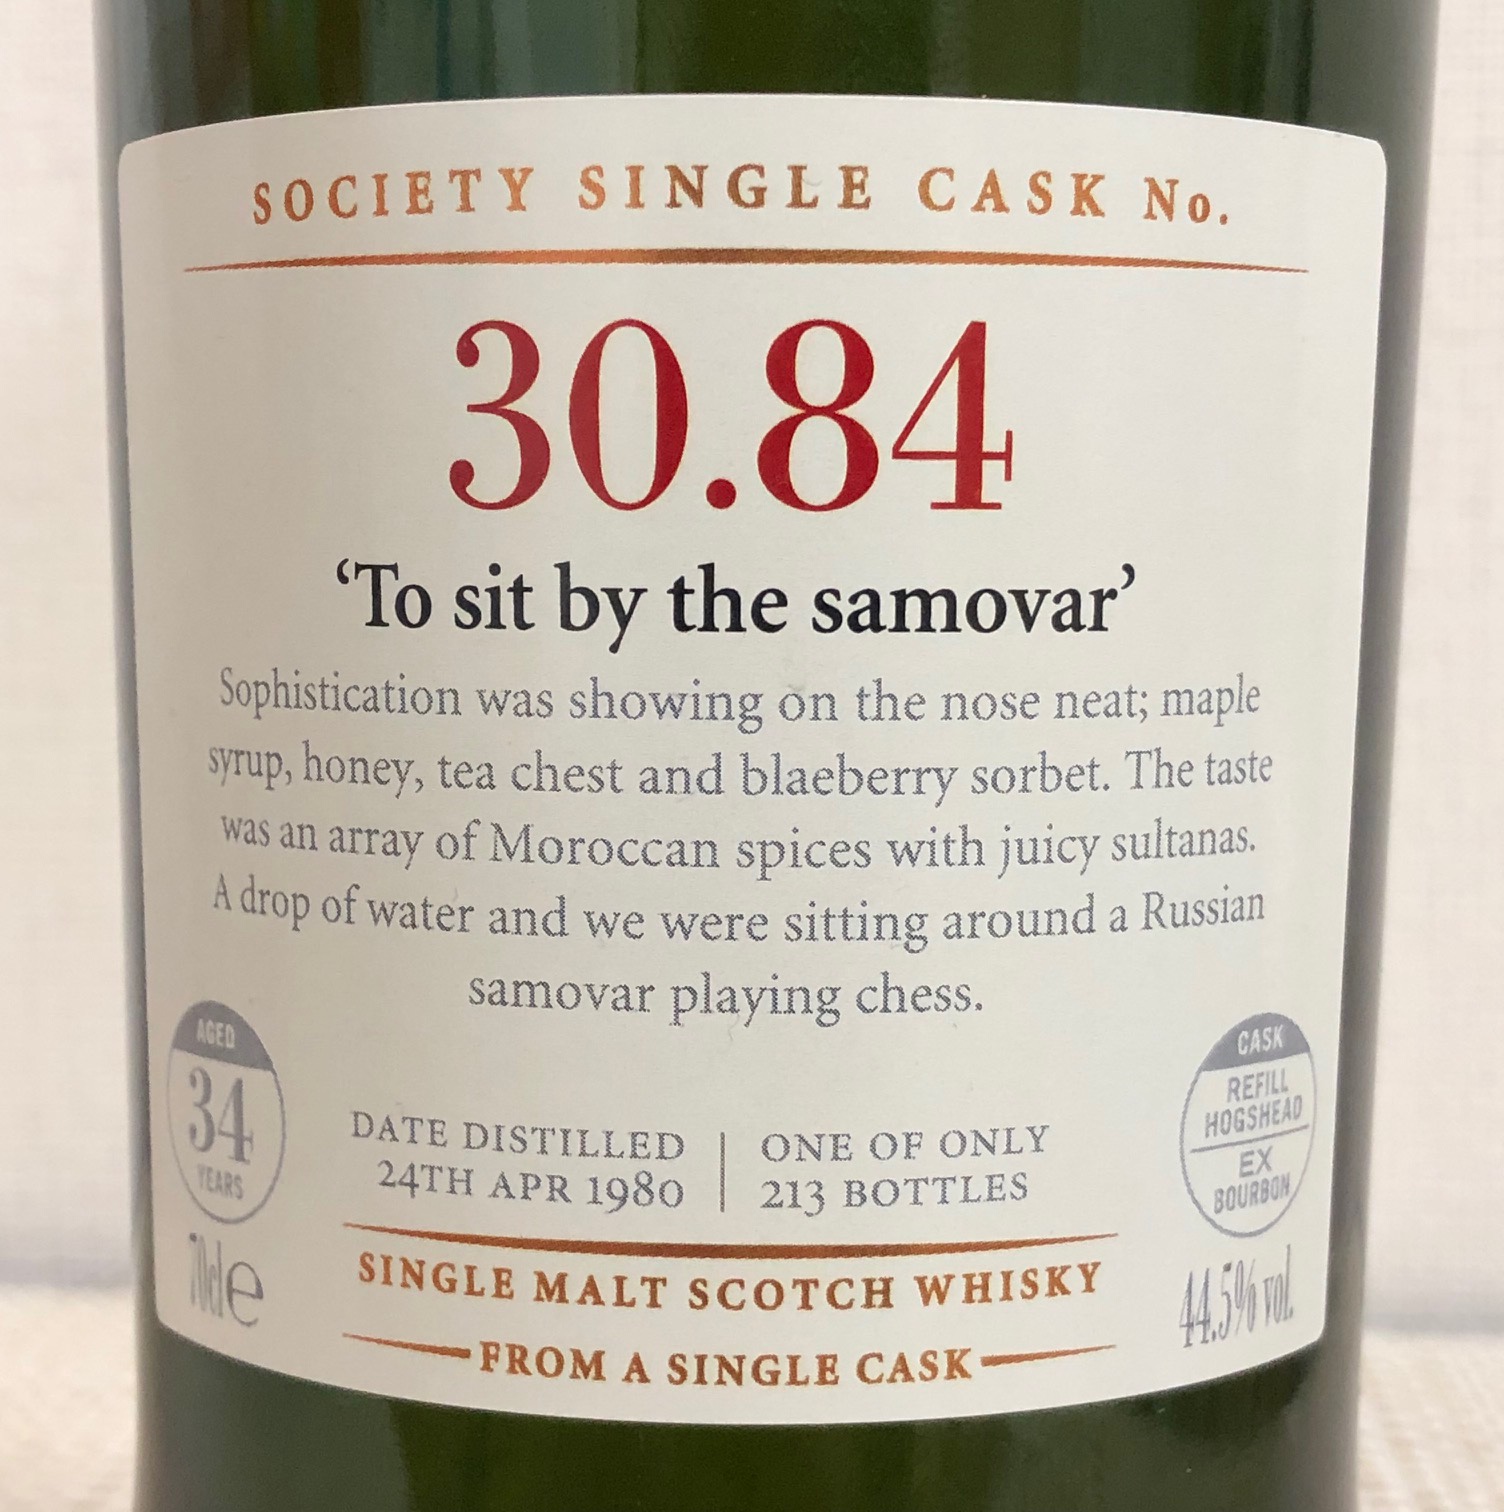 SOCIETY SINGLE CASK No.
30.84
‘To sit by the samovar’
Sophistication was showing on the nose neat; maple
syrup, honey, tea chest and blaeberry sorbet. The taste
was an array of Moroccan spices with juicy sultanas.
A drop of water and we were sitting around a Russian
samovar playing chess.
AGED
34
YEARS
DATE DISTILLED
24TH APR 1980
ONE OF ONLY
213 BOTTLES
CASK
REFILL
HOGSHEAD
EX
BOURBON
70cl e
SINGLE MALT SCOTCH WHISKY
FROM A SINGLE CASK
44.5% vol.